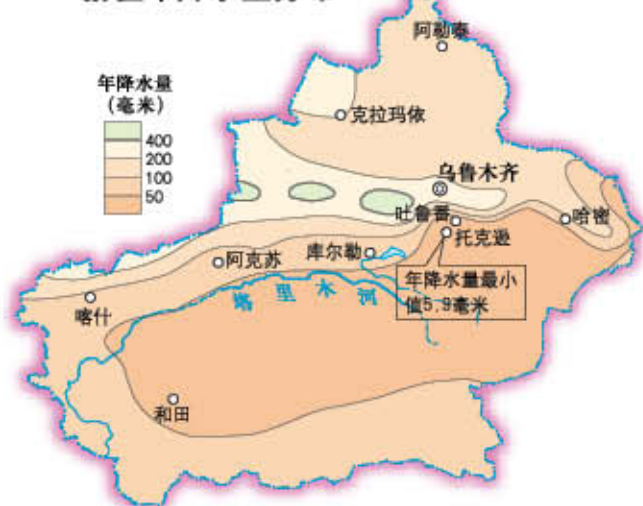 阿勒泰
年降水量
(毫米)
400
200
100
50
克拉玛依
乌鲁木齐
吐鲁番
哈密
托克逊
库尔勒
阿克苏
年降水量最小
值5.9毫米
喀什
塔里木河
和田